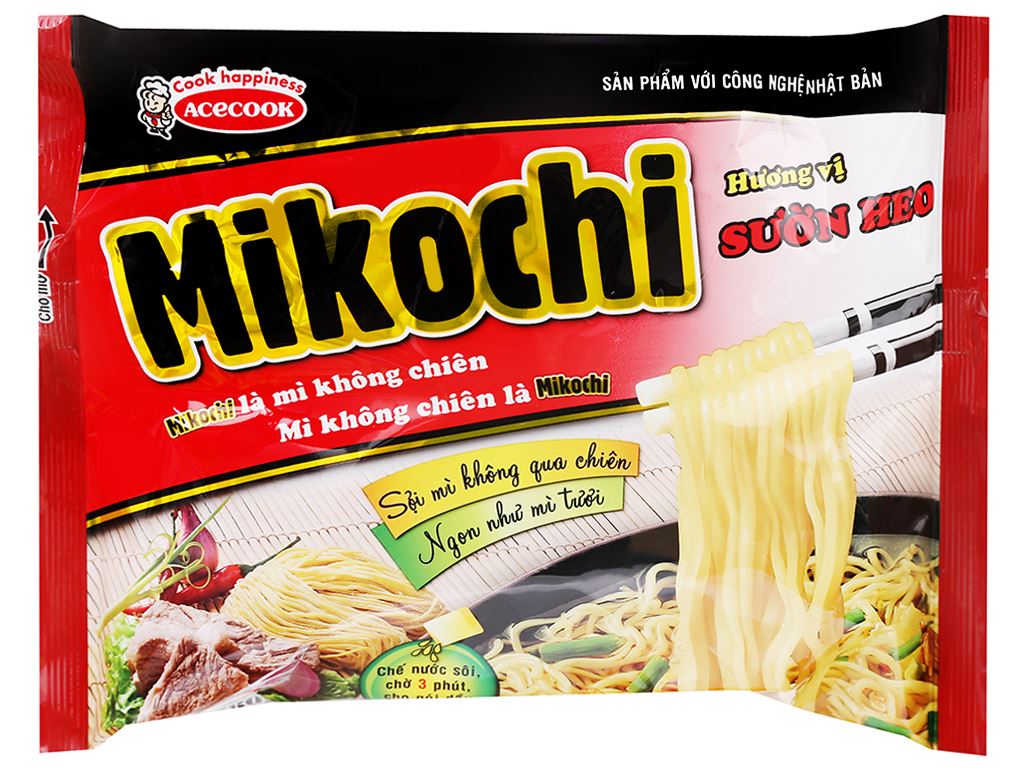 Cook happiness
ACECOOK
SẢN PHẨM VỚI CÔNG NGHỆ NHẬT BẢN
Mikochi
Hương vị
SƯỜN HEO
Mikochi là mì không chiên
Mì không chiên là Mikochi
Sợi mì không qua chiên
Ngon như mì tươi
Chế nước sôi,
chờ 3 phút,